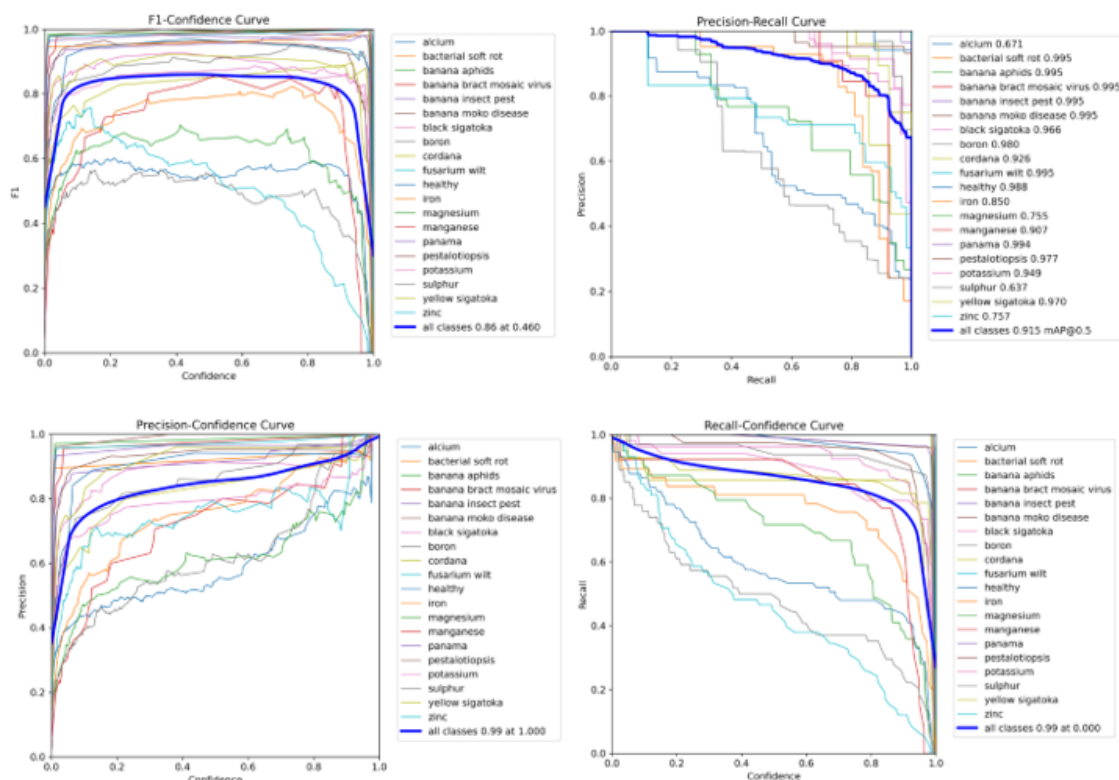 F1-Confidence Curve
1.0
0.8
0.6
0.4
0.2
0.0
F1
0.0 0.2 0.4 0.6 0.8 1.0
Confidence
alcium
bacterial soft rot
banana aphids
banana bract mosaic virus
banana insect pest
banana moko disease
black sigatoka
boron
cordana
fusarium wilt
healthy
iron
magnesium
manganese
panama
pestalotiopsis
potassium
sulphur
yellow sigatoka
zinc
all classes 0.86 at 0.460
Precision-Recall Curve
1.0
0.8
0.6
0.4
0.2
0.0
Precision
0.0 0.2 0.4 0.6 0.8 1.0
Recall
alcium 0.671
bacterial soft rot 0.995
banana aphids 0.995
banana bract mosaic virus 0.995
banana insect pest 0.995
banana moko disease 0.995
black sigatoka 0.966
boron 0.980
cordana 0.926
fusarium wilt 0.995
healthy 0.988
iron 0.850
magnesium 0.755
manganese 0.907
panama 0.994
pestalotiopsis 0.977
potassium 0.949
sulphur 0.637
yellow sigatoka 0.970
zinc 0.757
all classes 0.915 mAP@0.5
Precision-Confidence Curve
1.0
0.8
0.6
0.4
0.2
0.0
Precision
0.0 0.2 0.4 0.6 0.8 1.0
Confidence
alcium
bacterial soft rot
banana aphids
banana bract mosaic virus
banana insect pest
banana moko disease
black sigatoka
boron
cordana
fusarium wilt
healthy
iron
magnesium
manganese
panama
pestalotiopsis
potassium
sulphur
yellow sigatoka
zinc
all classes 0.99 at 1.000
Recall-Confidence Curve
1.0
0.8
0.6
0.4
0.2
0.0
Recall
0.0 0.2 0.4 0.6 0.8 1.0
Confidence
alcium
bacterial soft rot
banana aphids
banana bract mosaic virus
banana insect pest
banana moko disease
black sigatoka
boron
cordana
fusarium wilt
healthy
iron
magnesium
manganese
panama
pestalotiopsis
potassium
sulphur
yellow sigatoka
zinc
all classes 0.99 at 0.000